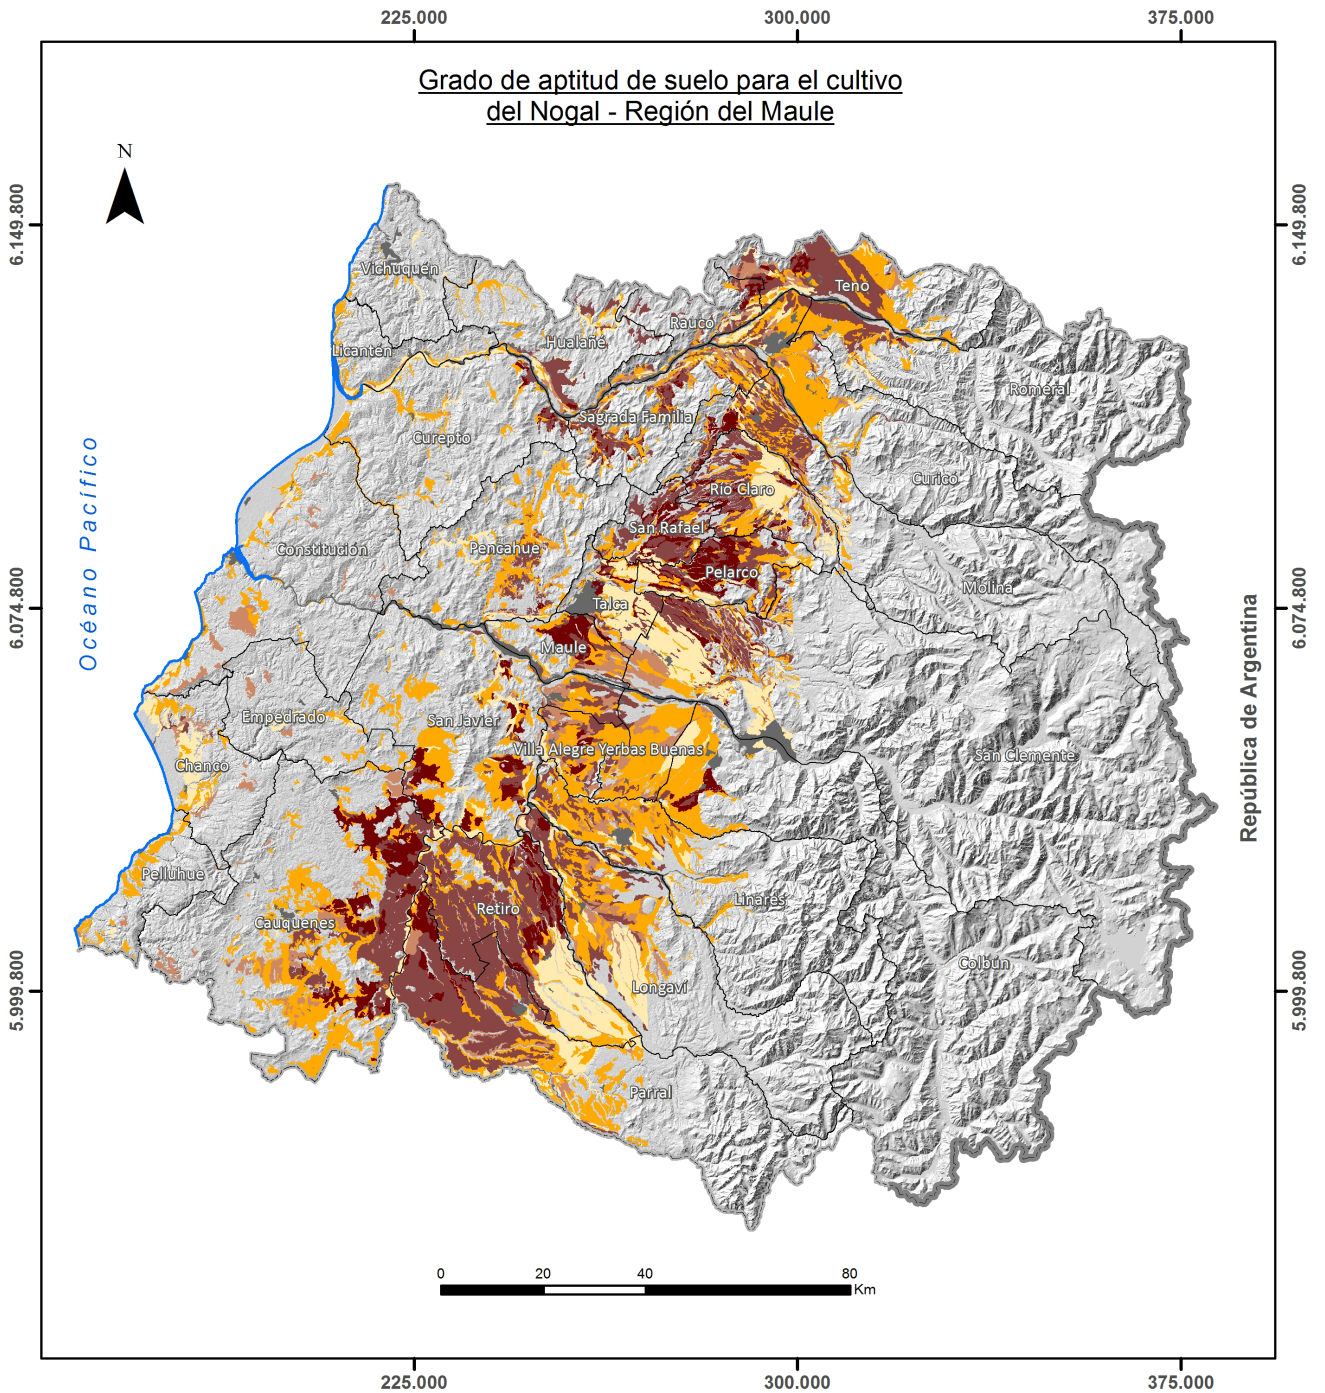 225.000
300.000
375.000
Grado de aptitud de suelo para el cultivo
del Nogal - Región del Maule
N
6.149.800
6.149.800
Vichuquén
Teno
Rauco
Hualañé
Licantén
Romeral
Sagrada Familia
Curepto
Océano Pacífico
Curicó
Río Claro
San Rafael
Constitución
Pencahue
Pelarco
Molina
Talca
6.074.800
6.074.800
Maule
República de Argentina
Empedrado
San Javier
Villa Alegre
Yerbas Buenas
San Clemente
Chanco
Pelluhue
Linares
Retiro
Cauquenes
Colbún
Longaví
5.999.800
5.999.800
Parral
0
20
40
80
Km
225.000
300.000
375.000